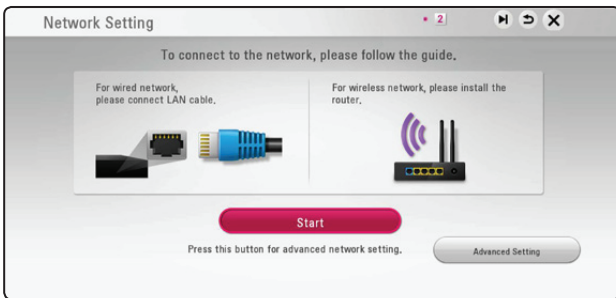 Network Setting
2
To connect to the network, please follow the guide.
For wired network,
please connect LAN cable.
For wireless network, please install the
router.
Start
Press this button for advanced network setting.
Advanced Setting